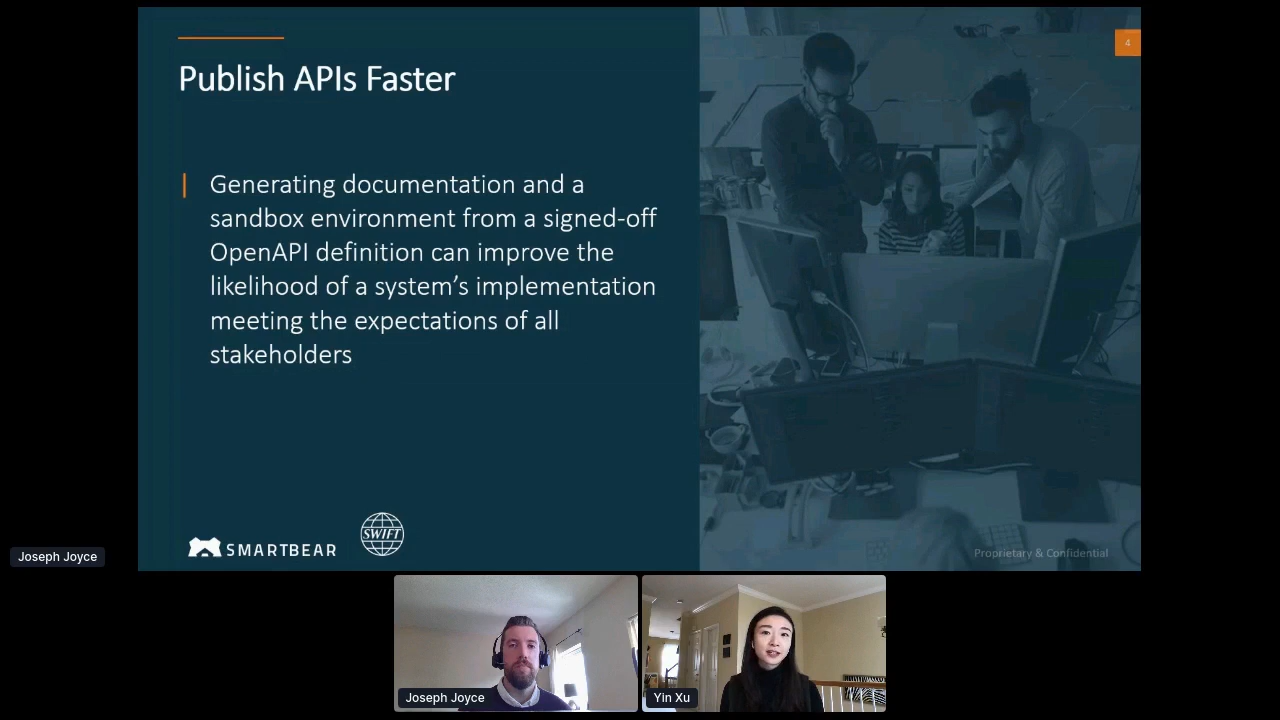 4
Publish APIs Faster
Generating documentation and a
sandbox environment from a signed-off
OpenAPI definition can improve the
likelihood of a system’s implementation
meeting the expectations of all
stakeholders
SMARTBEAR
SWIFT
Proprietary & Confidential
Joseph Joyce
Joseph Joyce
Yin Xu